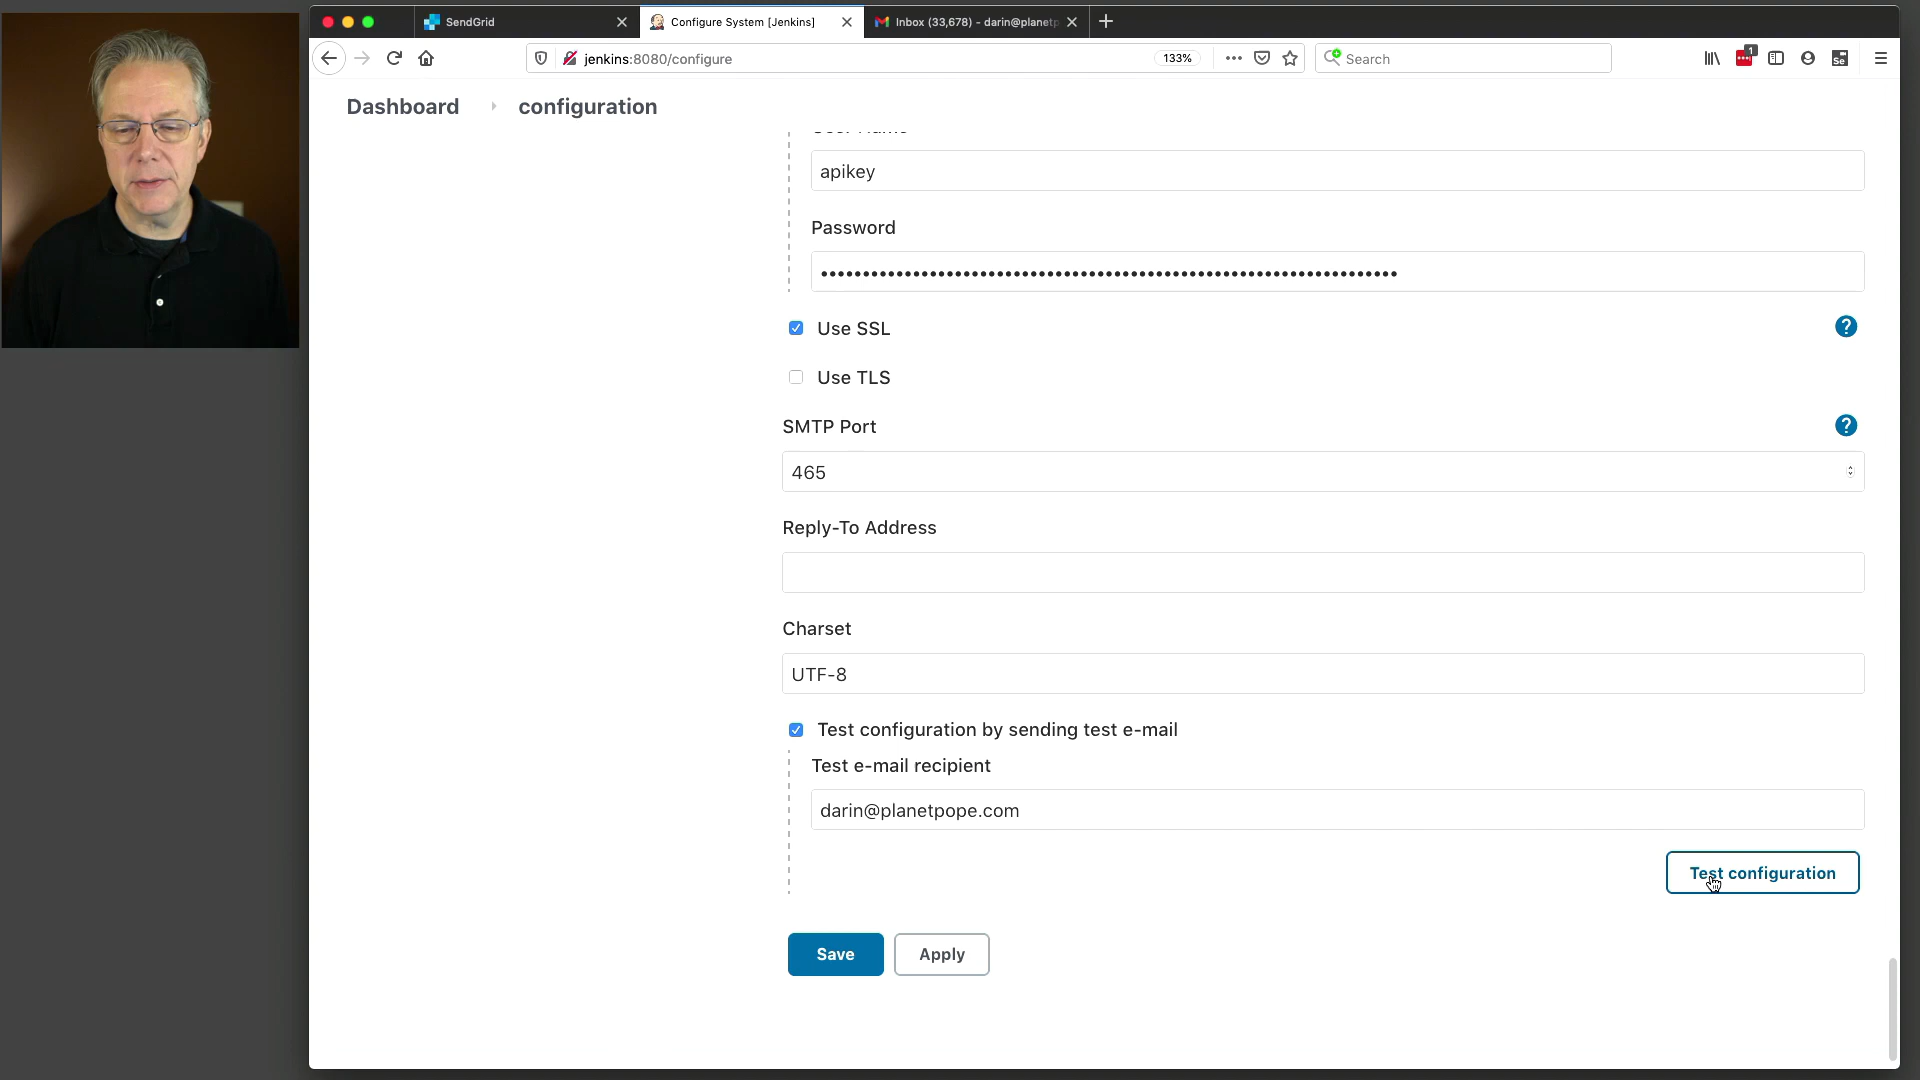 SendGrid
Configure System [Jenkins]
Inbox (33,678) - darin@planetp
jenkins:8080/configure
133%
Search
1
Se
Dashboard
configuration
apikey
Password
Use SSL
?
Use TLS
SMTP Port
?
465
Reply-To Address
Charset
UTF-8
Test configuration by sending test e-mail
Test e-mail recipient
darin@planetpope.com
Test configuration
Save
Apply